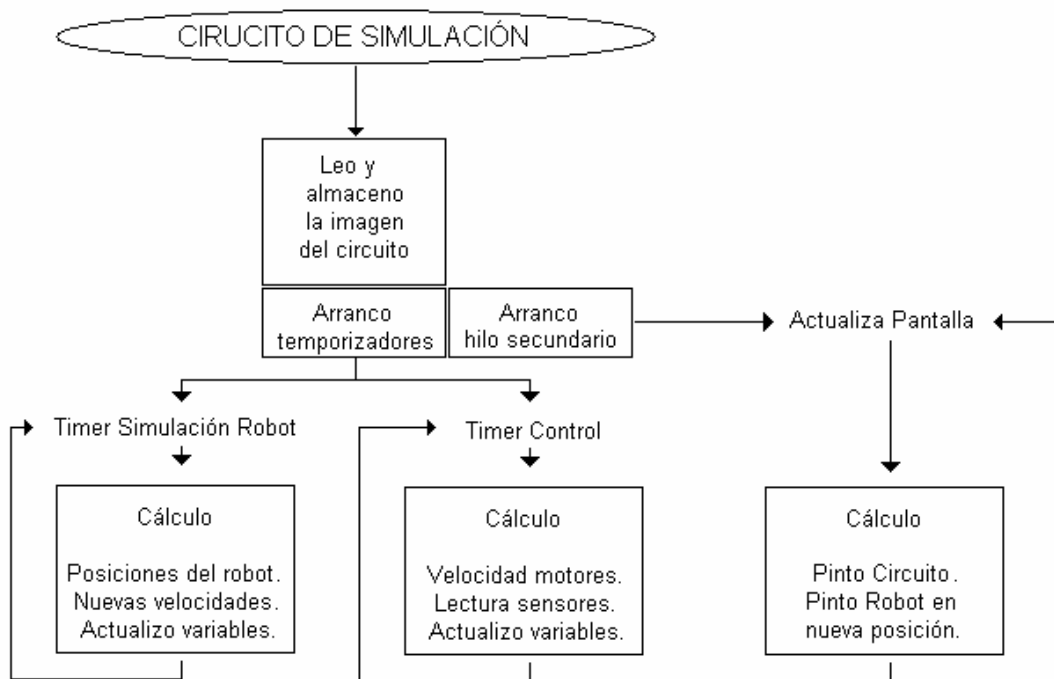 CIRUCITO DE SIMULACIÓN
Leo y
almaceno
la imagen
del circuito
Arranco
temporizadores
Arranco
hilo secundario
Actualiza Pantalla
Timer Simulación Robot
Timer Control
Cálculo
Posiciones del robot.
Nuevas velocidades.
Actualizo variables.
Cálculo
Velocidad motores.
Lectura sensores.
Actualizo variables.
Cálculo
Pinto Circuito.
Pinto Robot en
nueva posición.